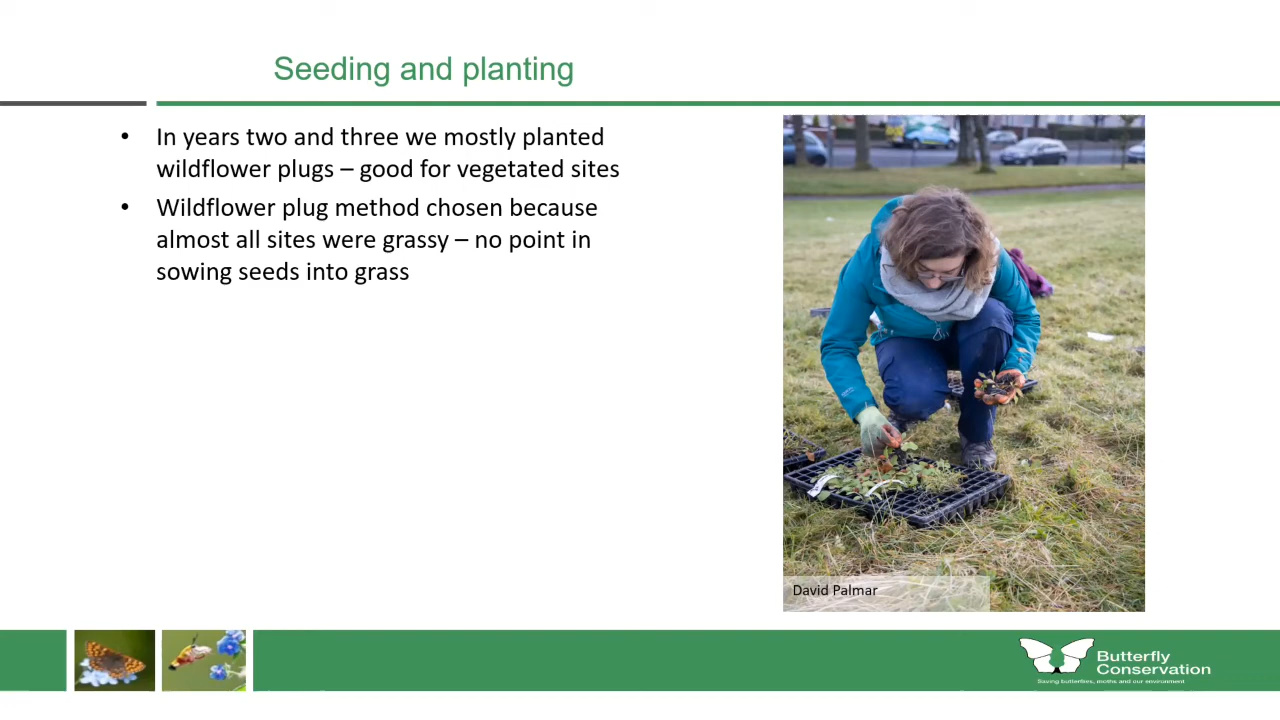 Seeding and planting
• In years two and three we mostly planted
wildflower plugs – good for vegetated sites
• Wildflower plug method chosen because
almost all sites were grassy – no point in
sowing seeds into grass
David Palmar
Butterfly
Conservation
Saving butterflies, moths and our environment